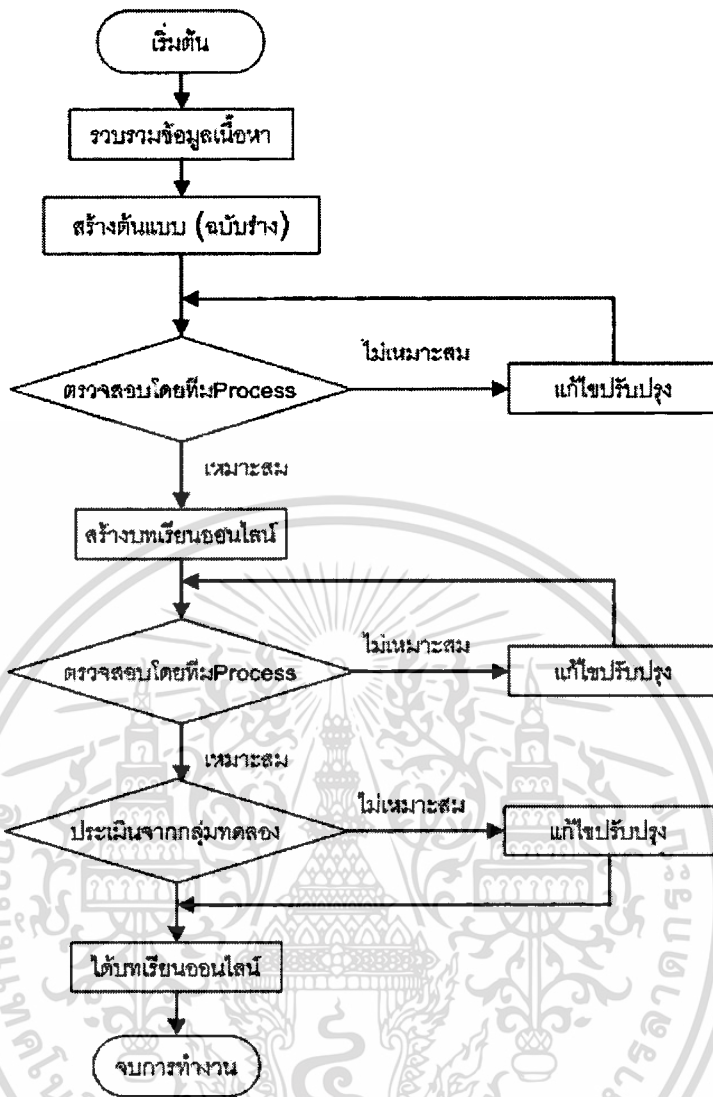 เริ่มต้น
รวบรวมข้อมูลเนื้อหา
สร้างต้นแบบ (ฉบับร่าง)
ไม่เหมาะสม
ตรวจสอบโดยทีมProcess
แก้ไขปรับปรุง
เหมาะสม
สร้างบทเรียนออนไลน์
ไม่เหมาะสม
ตรวจสอบโดยทีมProcess
แก้ไขปรับปรุง
เหมาะสม
ไม่เหมาะสม
ประเมินจากกลุ่มทดลอง
แก้ไขปรับปรุง
ได้บทเรียนออนไลน์
จบการทำงาน